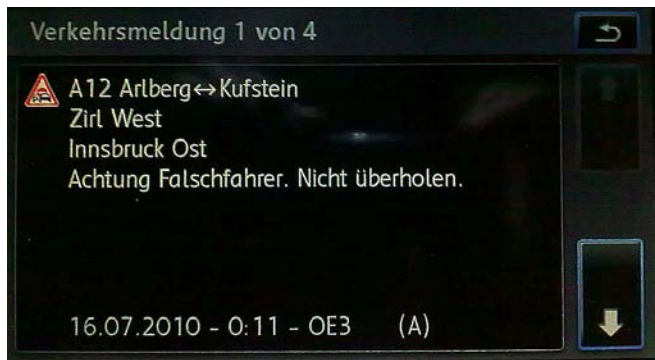 Verkehrsmeldung 1 von 4
A12 Arlberg↔Kufstein
Zirl West
Innsbruck Ost
Achtung Falschfahrer. Nicht überholen.
16.07.2010 - 0:11 - OE3 (A)